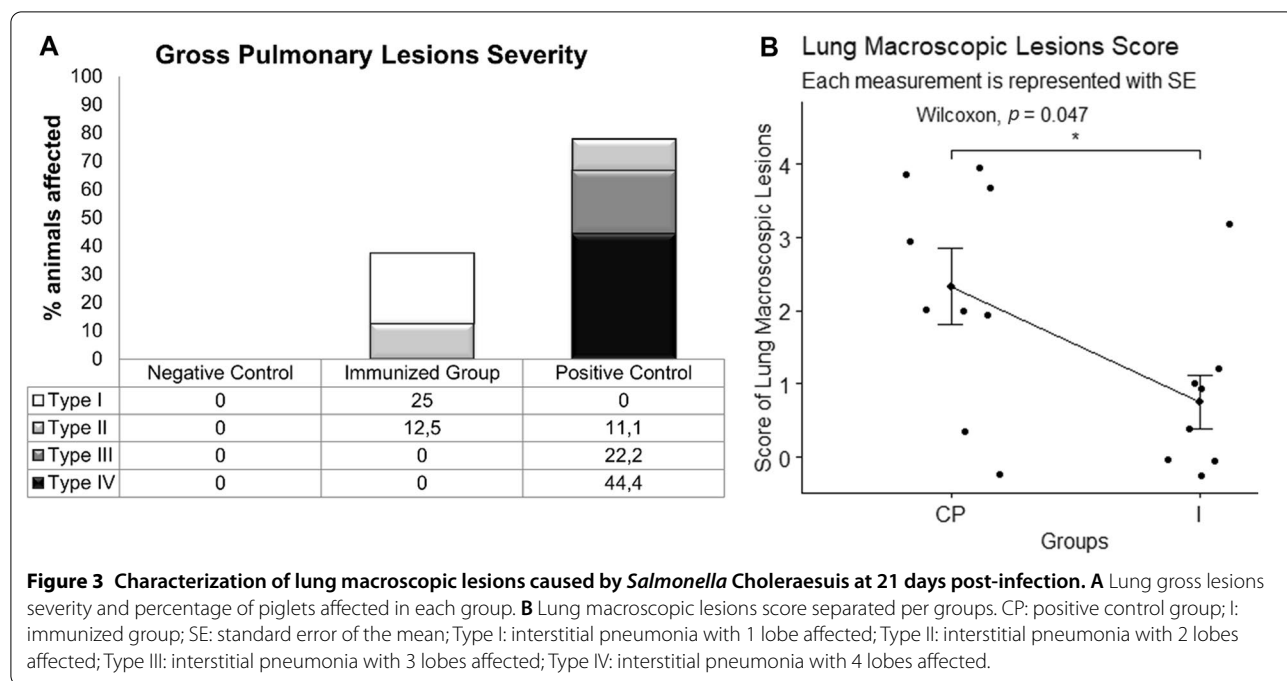 A
Gross Pulmonary Lesions Severity
% animals affected
100
90
80
70
60
50
40
30
20
10
0
Negative Control Immunized Group Positive Control
Type I 0 25 0
Type II 0 12,5 11,1
Type III 0 0 22,2
Type IV 0 0 44,4
B
Lung Macroscopic Lesions Score
Each measurement is represented with SE
Wilcoxon, p = 0.047
*
Score of Lung Macroscospic Lesions
4
3
2
1
0
CP I
Groups
Figure 3 Characterization of lung macroscopic lesions caused by Salmonella Choleraesuis at 21 days post-infection. A Lung gross lesions
severity and percentage of piglets affected in each group. B Lung macroscopic lesions score separated per groups. CP: positive control group; I:
immunized group; SE: standard error of the mean; Type I: interstitial pneumonia with 1 lobe affected; Type II: interstitial pneumonia with 2 lobes
affected; Type III: interstitial pneumonia with 3 lobes affected; Type IV: interstitial pneumonia with 4 lobes affected.